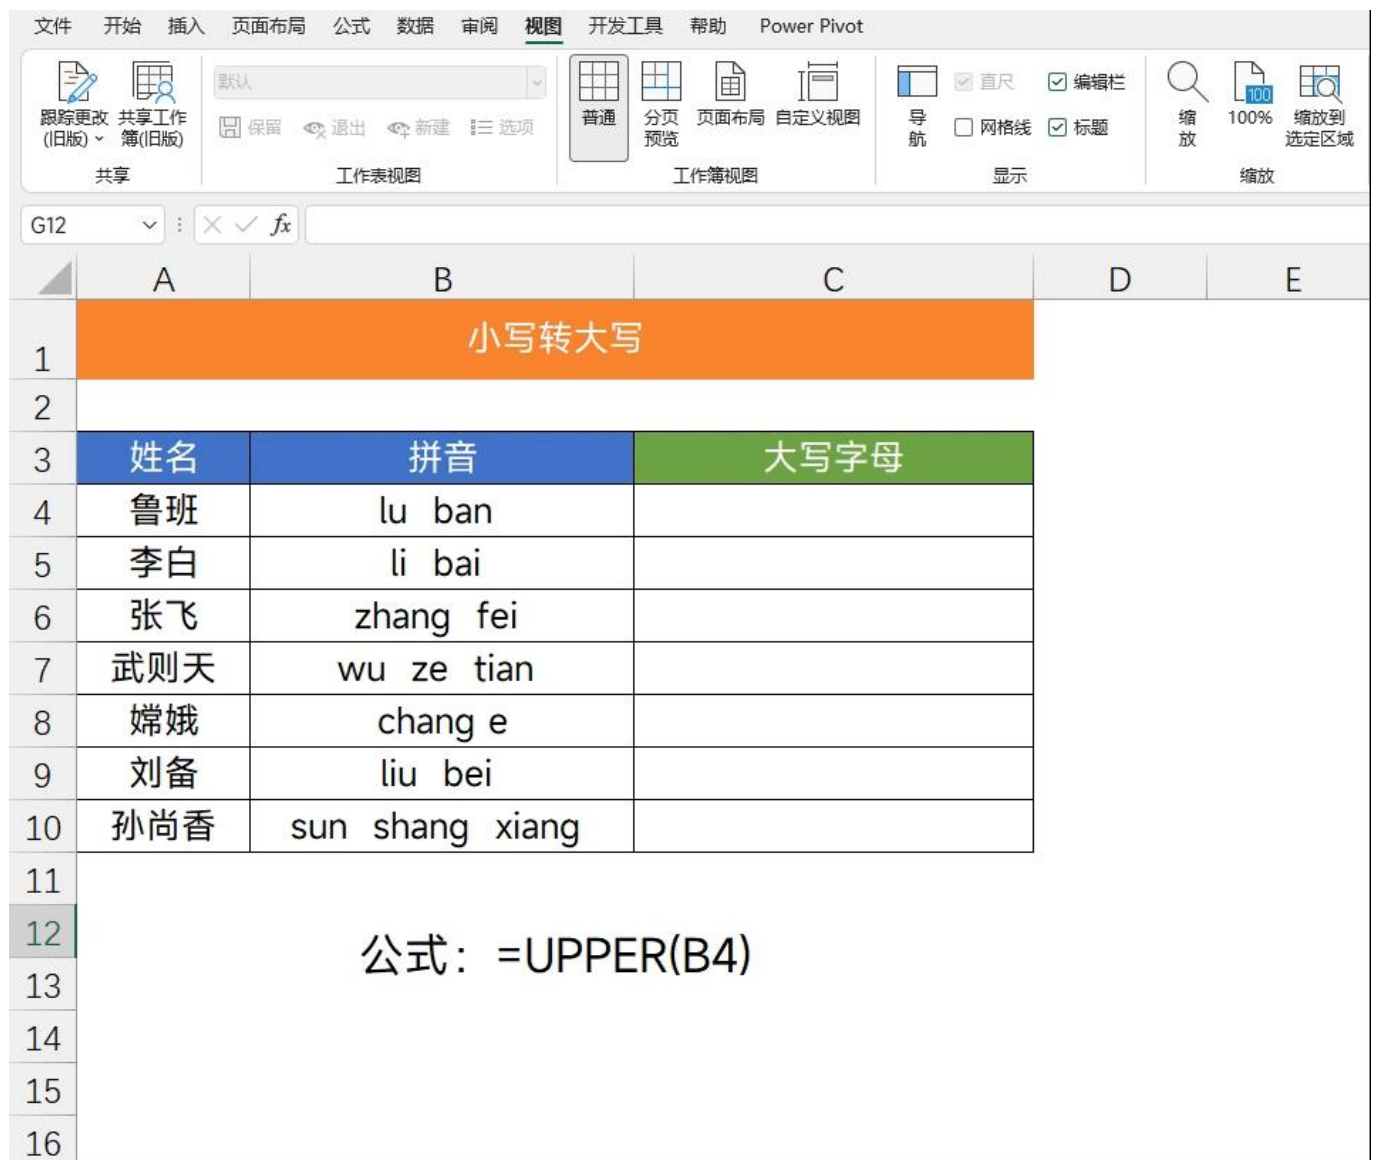 文件 开始 插入 页面布局 公式 数据 审阅 视图 开发工具 帮助 Power Pivot
跟踪更改(旧版) 共享工作簿(旧版)
共享
默认
保留 退出 新建 选项
工作表视图
普通 分页预览 页面布局 自定义视图
工作簿视图
导航 直尺 编辑栏
网格线 标题
显示
缩放 100 100% 缩放到选定区域
缩放
G12 fx
A B C D E
1 小写转大写
2
3 姓名 拼音 大写字母
4 鲁班 lu ban
5 李白 li bai
6 张飞 zhang fei
7 武则天 wu ze tian
8 嫦娥 chang e
9 刘备 liu bei
10 孙尚香 sun shang xiang
11
12
公式：=UPPER(B4)
13
14
15
16